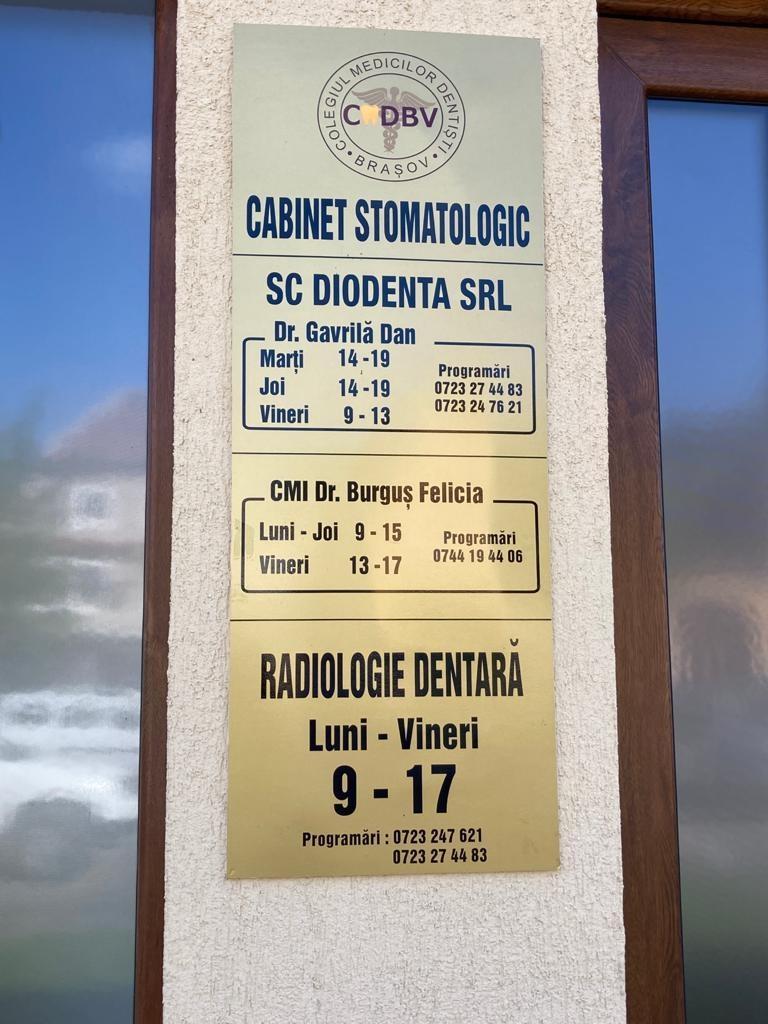 COLEGIUL MEDICILOR DENTIȘTI
C DBV
• BRAȘOV •
CABINET STOMATOLOGIC
SC DIODENTA SRL
Dr. Gavrilă Dan
Marți 14 -19
Joi 14 -19
Vineri 9 - 13
Programări
0723 27 44 83
0723 24 76 21
CMI Dr. Burguș Felicia
Luni - Joi 9 - 15
Vineri 13 -17
Programări
0744 19 44 06
RADIOLOGIE DENTARĂ
Luni - Vineri
9 - 17
Programări : 0723 247 621
0723 27 44 83